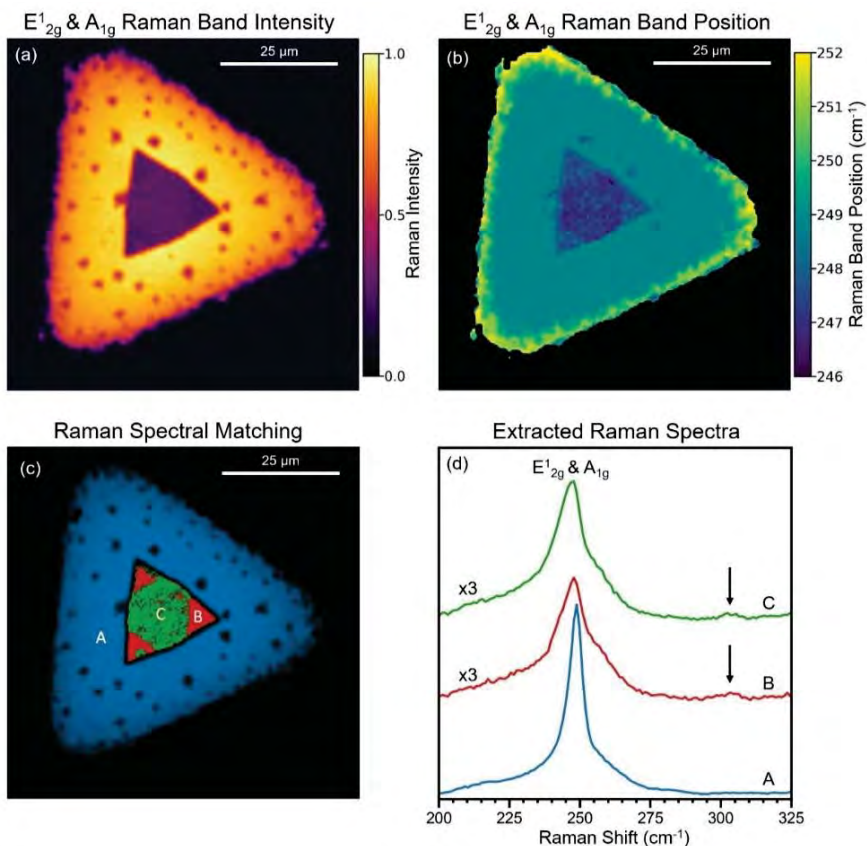 E¹₂g & A₁g Raman Band Intensity
(a)
25 µm
1.0
0.5
0.0
Raman Intensity
E¹₂g & A₁g Raman Band Position
(b)
25 µm
252
251
250
249
248
247
246
Raman Band Position (cm⁻¹)
Raman Spectral Matching
(c)
25 µm
A
C
B
Extracted Raman Spectra
(d)
E¹₂g & A₁g
x3
C
x3
B
A
200 225 250 275 300 325
Raman Shift (cm⁻¹)